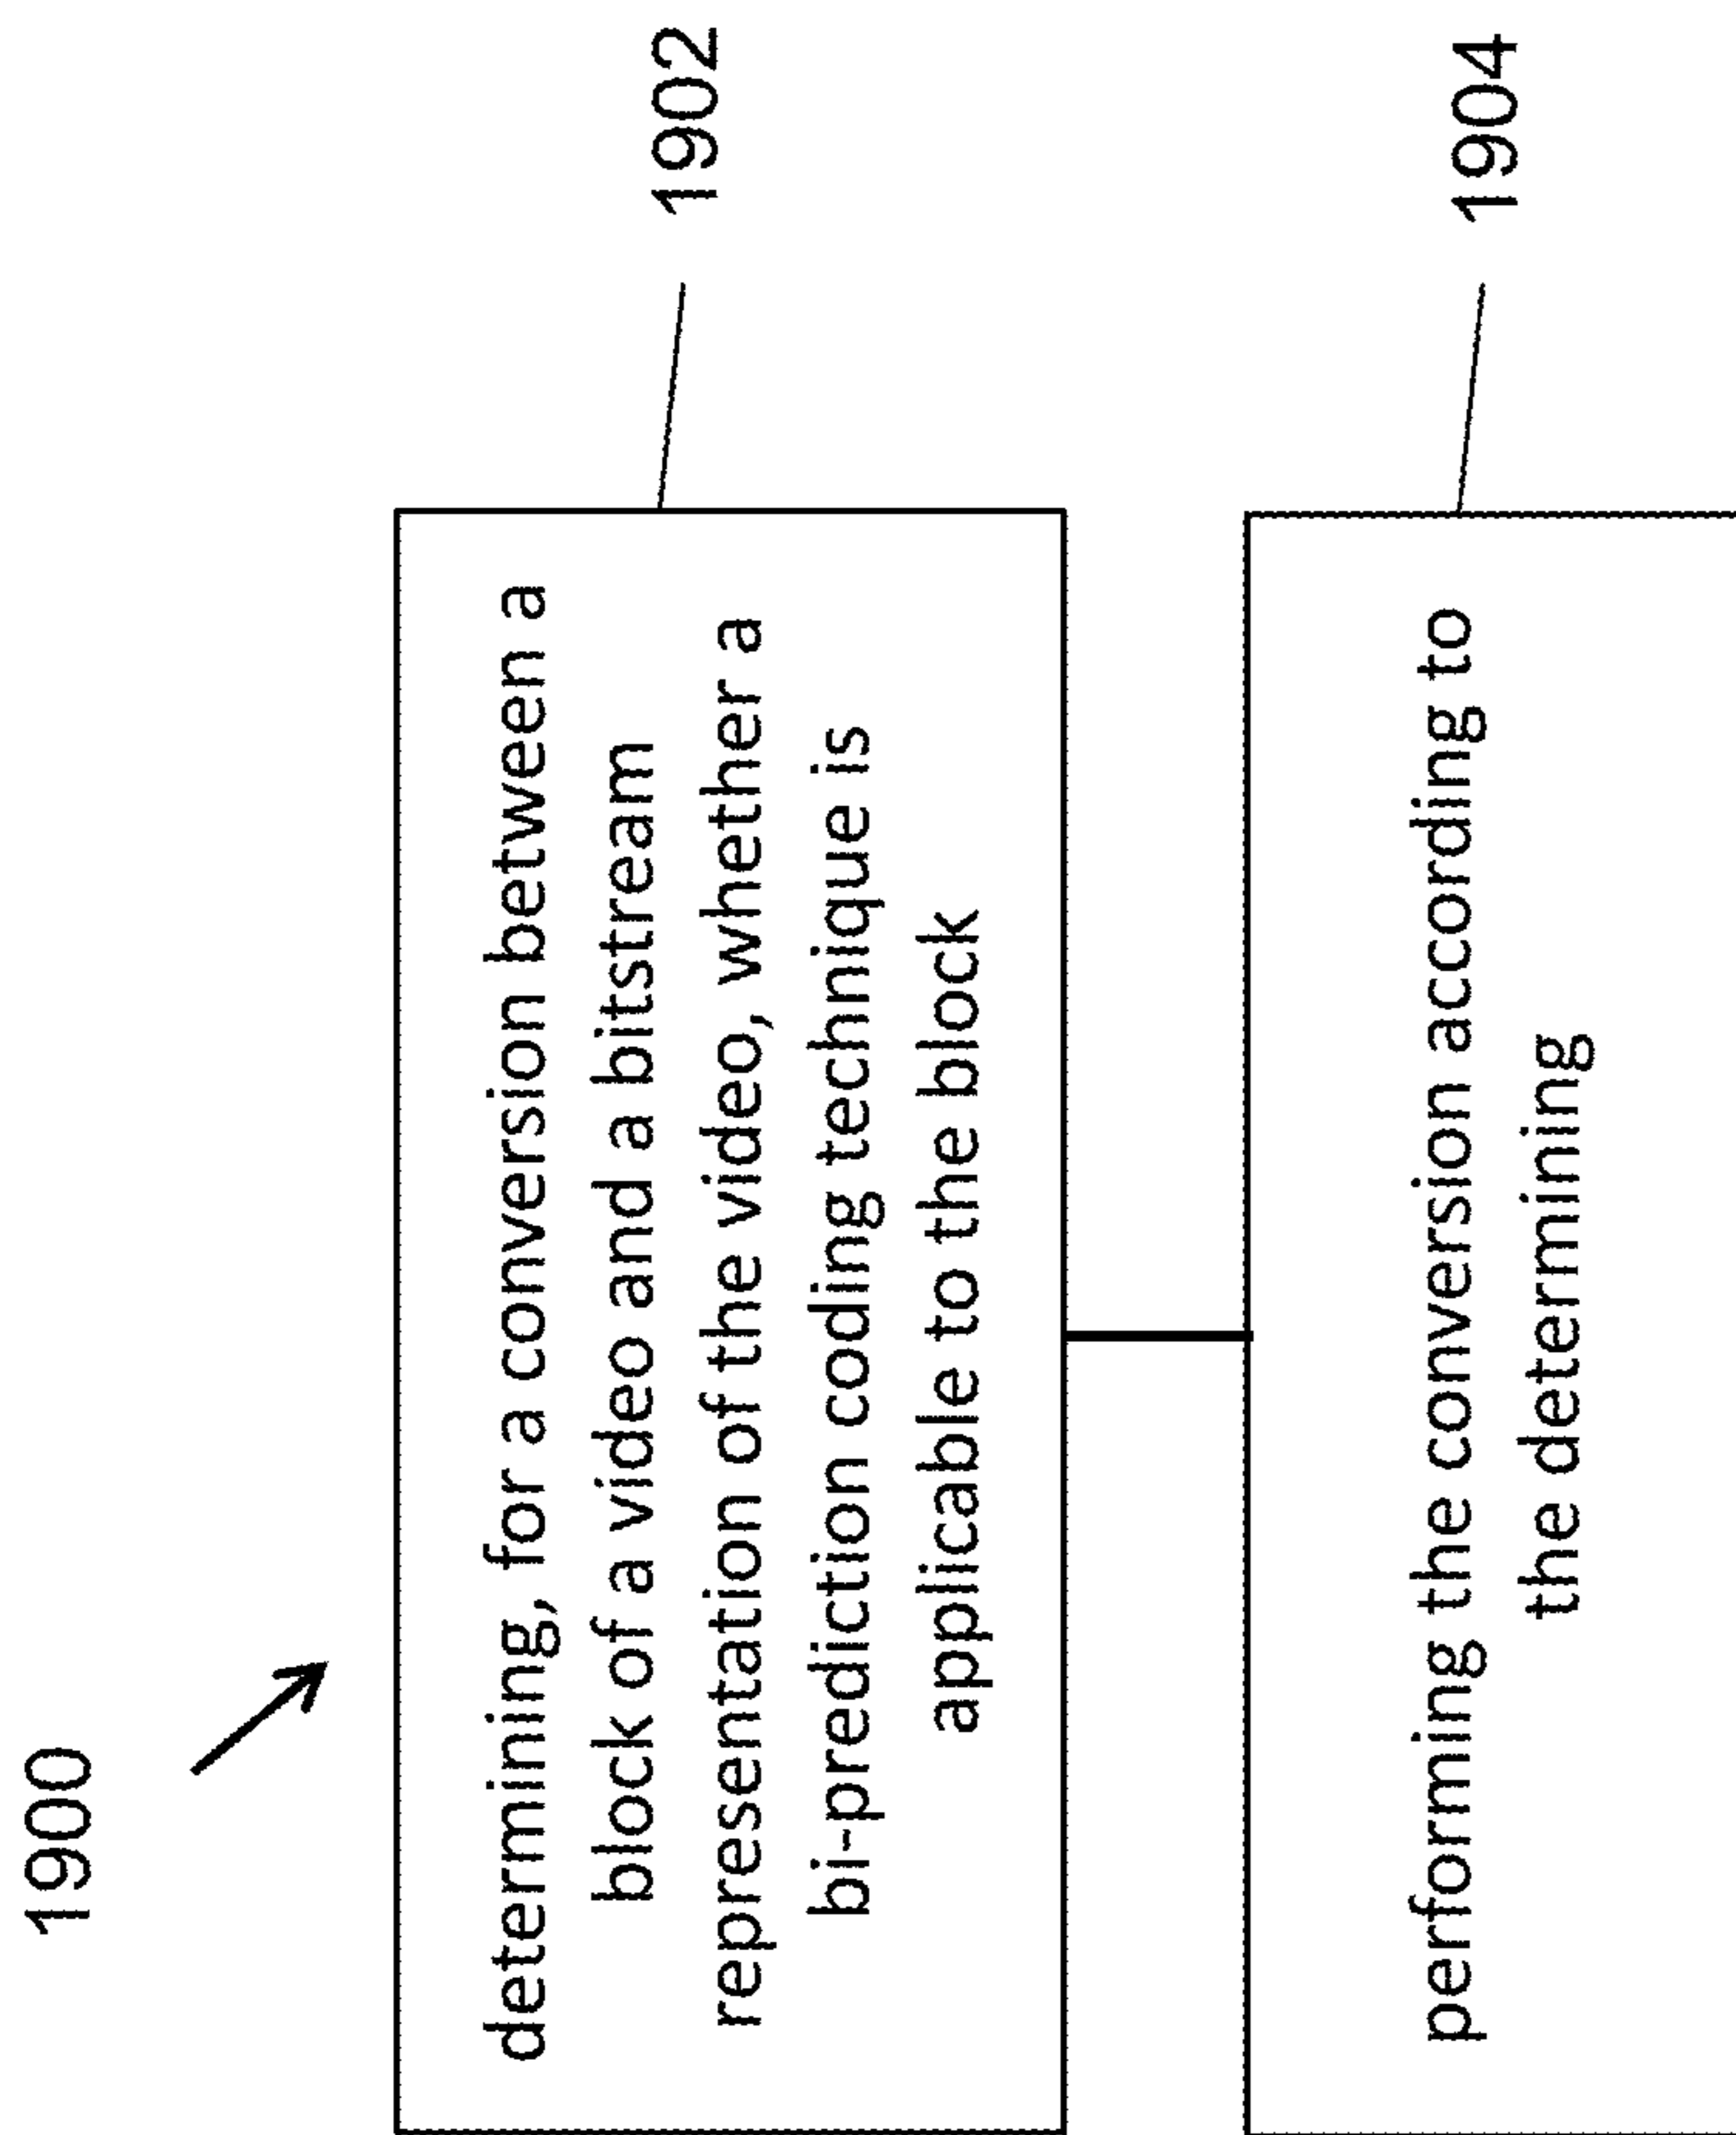 1900
determining, for a conversion between a
block of a video and a bitstream
representation of the video, whether a
bi-prediction coding technique is
applicable to the block
1902
performing the conversion according to
the determining
1904